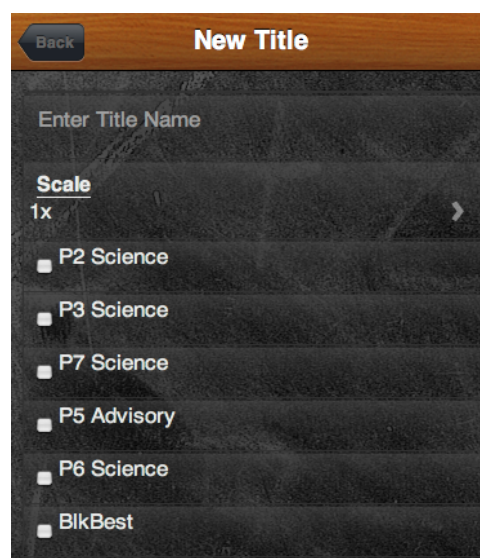 Back
New Title
Enter Title Name
Scale
1x
P2 Science
P3 Science
P7 Science
P5 Advisory
P6 Science
BlkBest